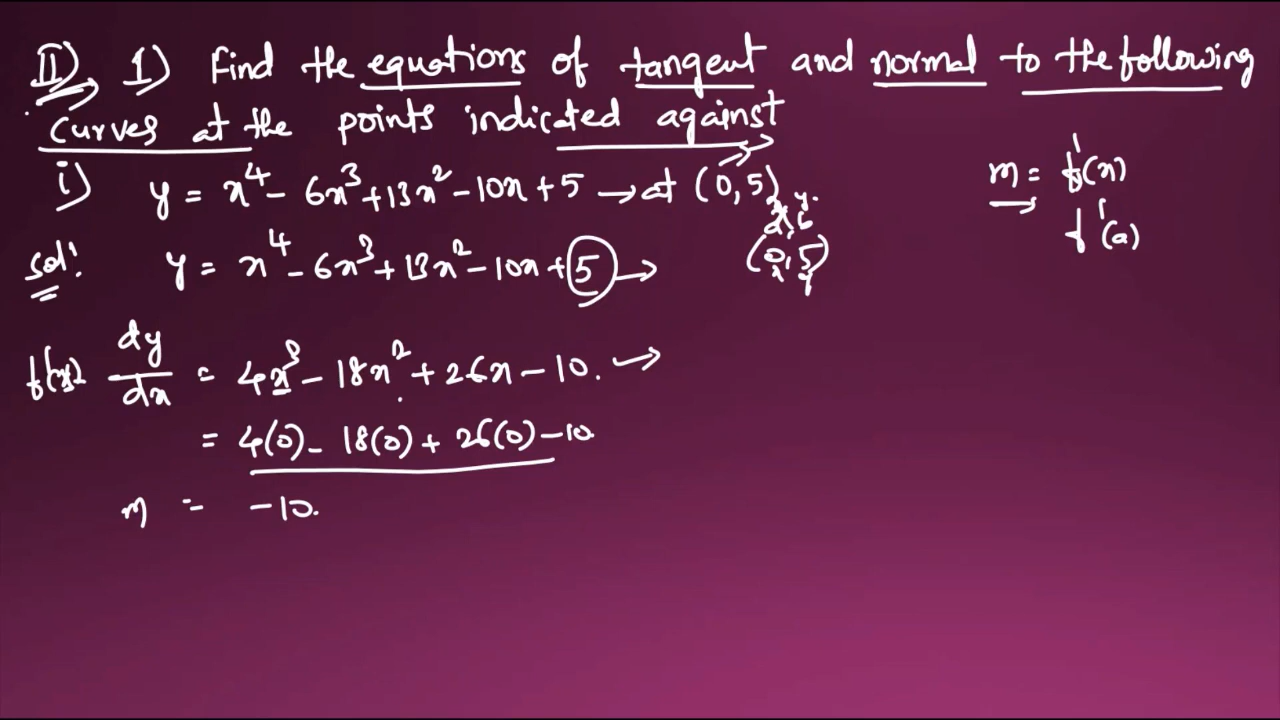 II) 1) Find the equations of tangent and normal to the following
curves at the points indicated against
i) y = x⁴ - 6x³ + 13x² - 10x + 5 → at (0, 5)
m = f'(x)
f'(a)
sol: y = x⁴ - 6x³ + 13x² - 10x + 5 →
(0, 5)
x y
dy/dx = 4x³ - 18x² + 26x - 10. →
= 4(0) - 18(0) + 26(0) - 10
m = -10.